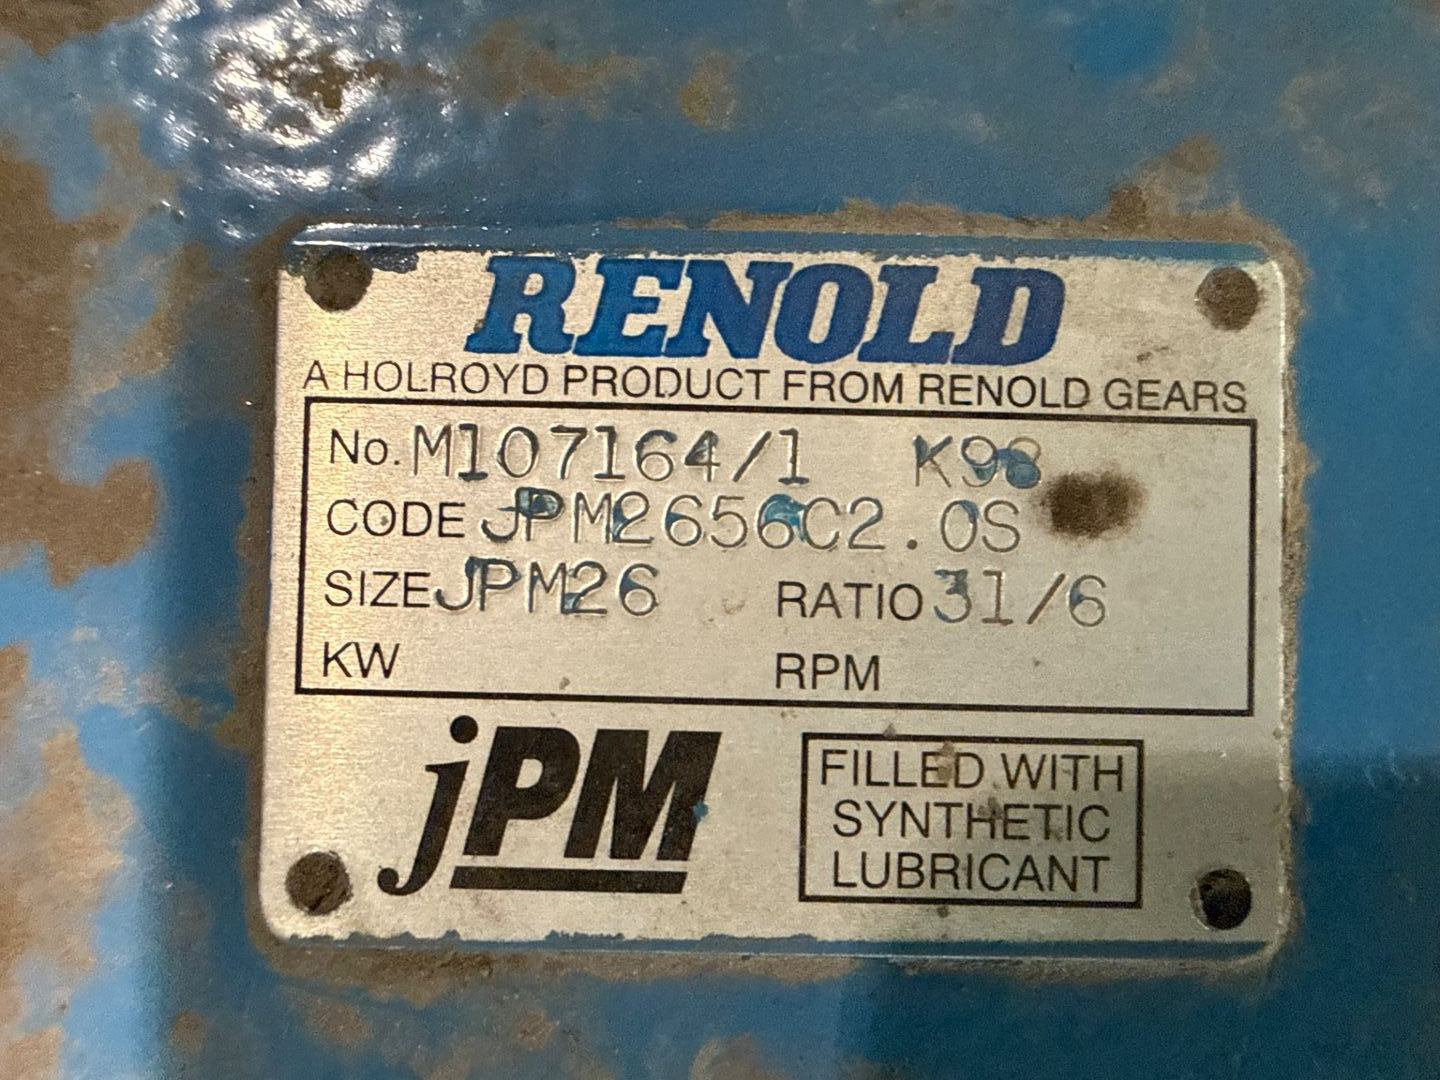 RENOLD
A HOLROYD PRODUCT FROM RENOLD GEARS
No. M107164/1 K98
CODE JPM2656C2.0S
SIZE JPM26 RATIO 31/6
KW RPM
jPM
FILLED WITH
SYNTHETIC
LUBRICANT